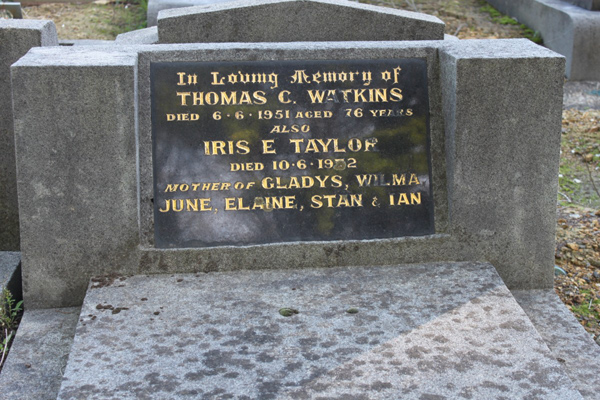 In Loving Memory of
THOMAS C. WATKINS
DIED 6·6·1951 AGED 76 YEARS
ALSO
IRIS E TAYLOR
DIED 10·6·1972
MOTHER OF GLADYS, WILMA,
JUNE, ELAINE, STAN & IAN